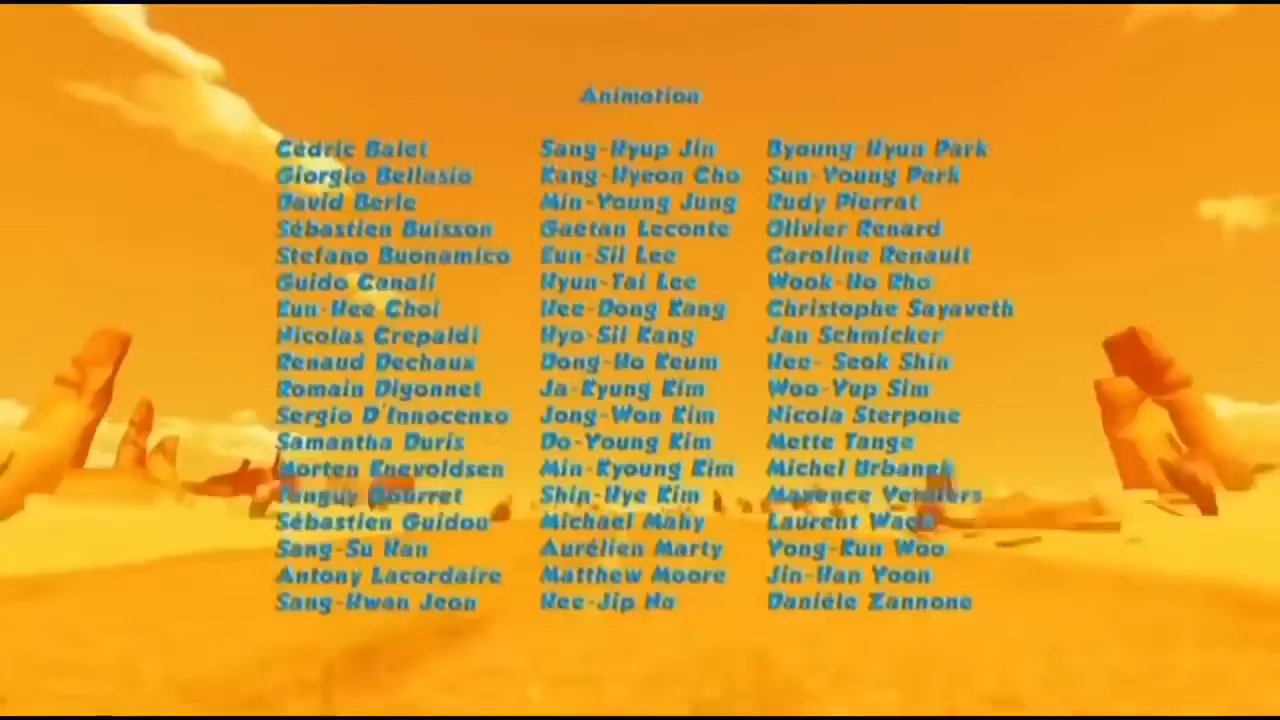 Animation
Cédric Balet
Giorgio Bellasio
David Berle
Sébastien Buisson
Stefano Buonamico
Guido Canali
Eun-Hee Choi
Nicolas Crepaldi
Renaud Dechaux
Romain Digonnet
Sergio D'Innocenzo
Samantha Duris
Morten Enevoldsen
Tanguy Gourret
Sébastien Guidou
Sang-Su Han
Antony Lacordaire
Sang-Hwan Jeon
Sang-Hyup Jin
Kang-Hyeon Cho
Min-Young Jung
Gaëtan Leconte
Eun-Sil Lee
Hyun-Tai Lee
Hee-Dong Kang
Hyo-Sil Kang
Dong-Ho Keum
Ja-Kyung Kim
Jong-Won Kim
Do-Young Kim
Min-Kyoung Kim
Shin-Hye Kim
Michael Mahy
Aurélien Marty
Matthew Moore
Hee-Jip Na
Byoung Hyun Park
Sun-Young Park
Rudy Pierrat
Olivier Renard
Caroline Renault
Wook-Ho Rho
Christophe Sayaveth
Jan Schmicker
Hee- Seok Shin
Woo-Yup Sim
Nicola Sterpone
Mette Tange
Michel Urbanek
Maxence
Laurent
Yong-Kun Woo
Jin-Han Yoon
Danièle Zannone